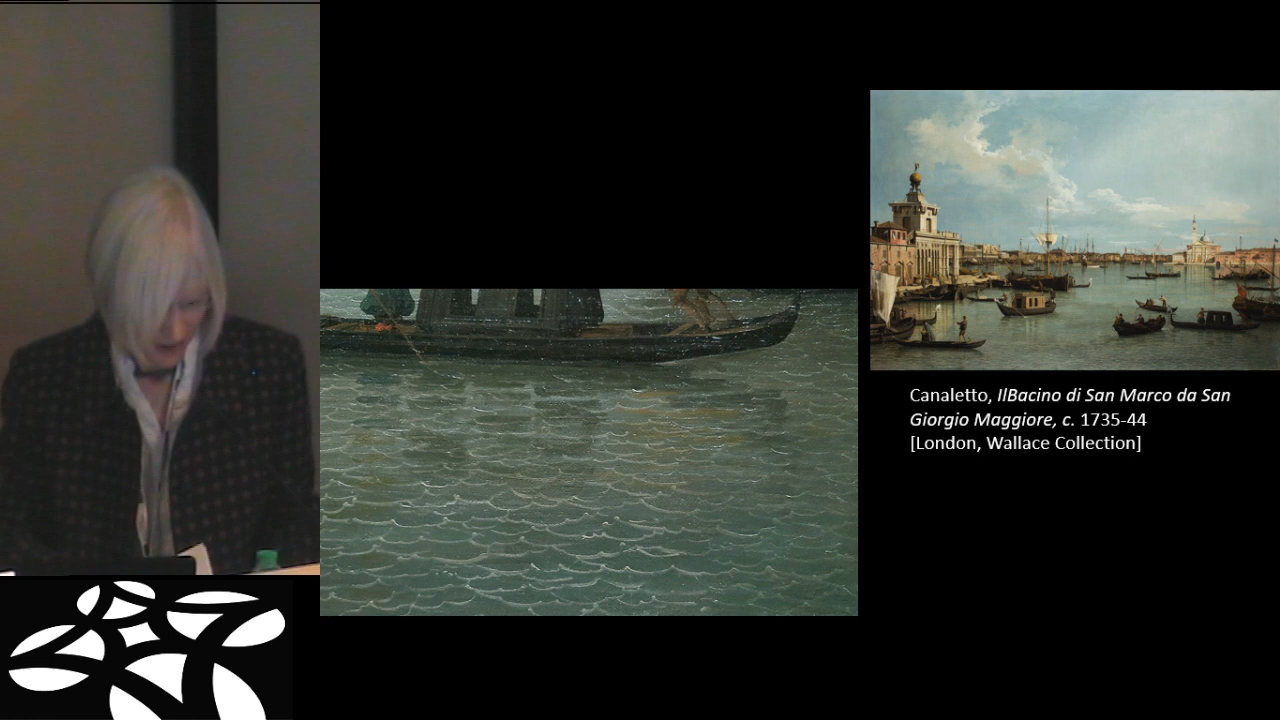 Canaletto, IlBacino di San Marco da San
Giorgio Maggiore, c. 1735-44
[London, Wallace Collection]